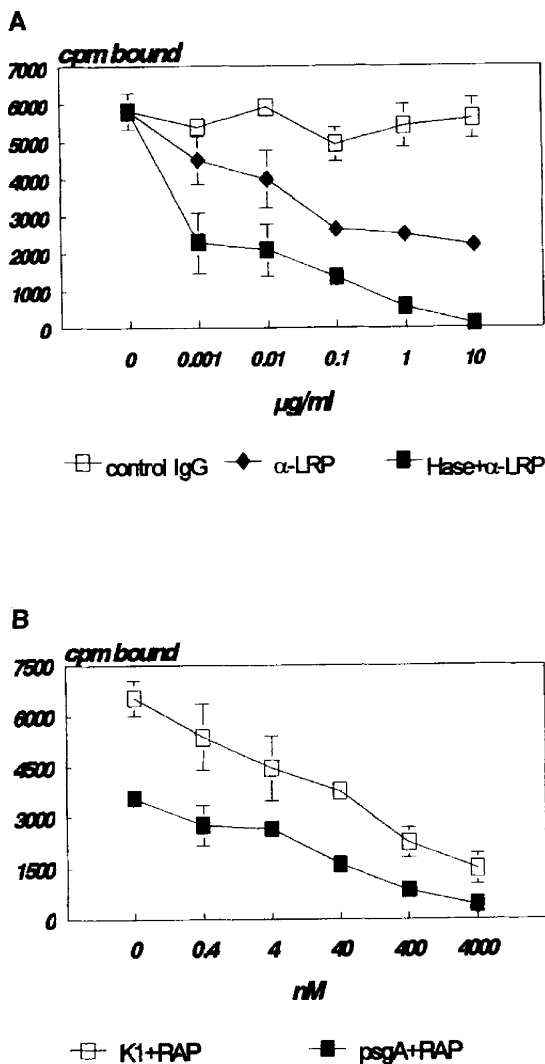 A
cpm bound
7000
6000
5000
4000
3000
2000
1000
0
0 0.001 0.01 0.1 1 10
µg/ml
control IgG α-LRP Hase+α-LRP
B
cpm bound
7500
6000
4500
3000
1500
0
0 0.4 4 40 400 4000
nM
K1+RAP psgA+RAP